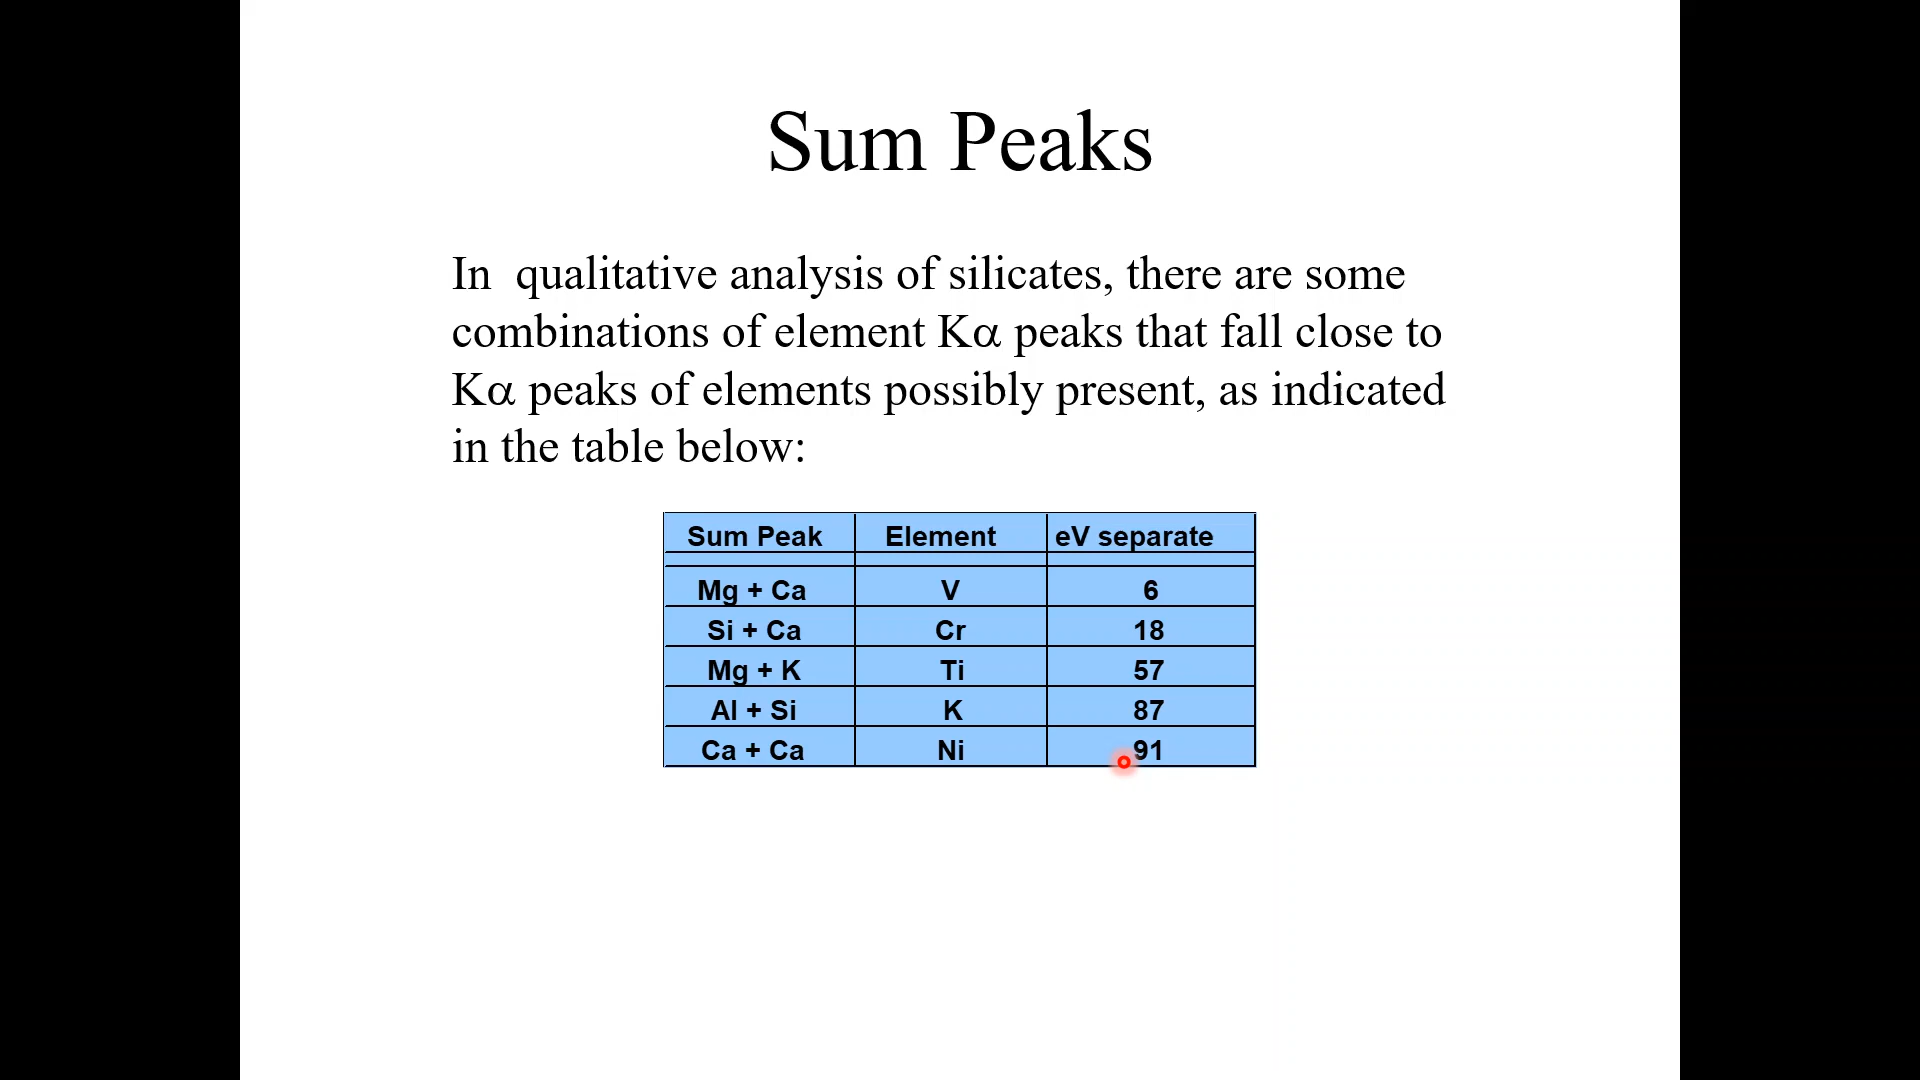 Sum Peaks
In qualitative analysis of silicates, there are some
combinations of element Kα peaks that fall close to
Kα peaks of elements possibly present, as indicated
in the table below:
Sum Peak Element eV separate
Mg + Ca V 6
Si + Ca Cr 18
Mg + K Ti 57
Al + Si K 87
Ca + Ca Ni 91